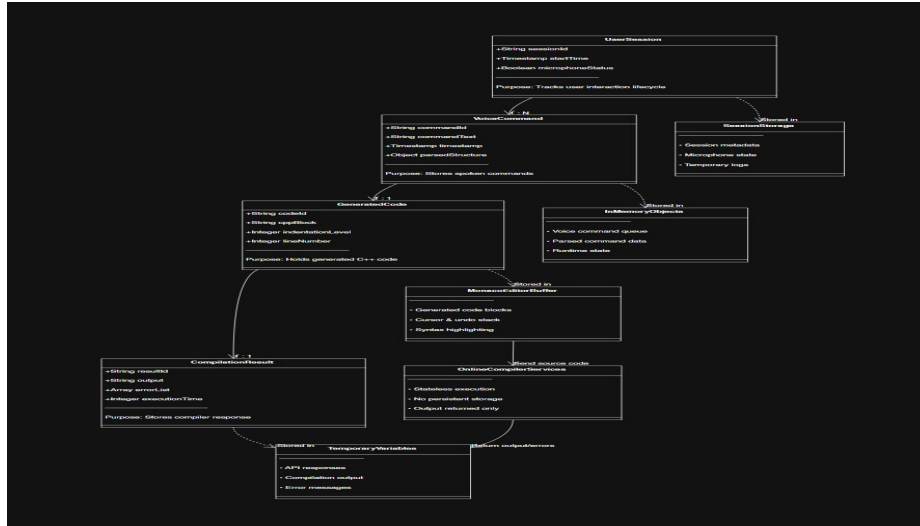 UserSession
+String sessionId
+Timestamp startTime
+Boolean microphoneStatus
Purpose: Tracks user interaction lifecycle
1 : N
Stored in
VoiceCommand
+String commandId
+String commandText
+Timestamp timestamp
+Object parsedStructure
Purpose: Stores spoken commands
SessionStorage
- Session metadata
- Microphone state
- Temporary logs
1 : 1
Stored in
GeneratedCode
+String codeId
+String cppBlock
+Integer indentationLevel
+Integer lineNumber
Purpose: Holds generated C++ code
InMemoryObjects
- Voice command queue
- Parsed command data
- Runtime state
Stored in
MonacoEditorBuffer
- Generated code blocks
- Cursor & undo stack
- Syntax highlighting
1 : 1
Send source code
CompilationResult
+String resultId
+String output
+Array errorList
+Integer executionTime
Purpose: Stores compiler response
OnlineCompilerServices
- Stateless execution
- No persistent storage
- Output returned only
Stored in
Return output/errors
TemporaryVariables
- API responses
- Compilation output
- Error messages